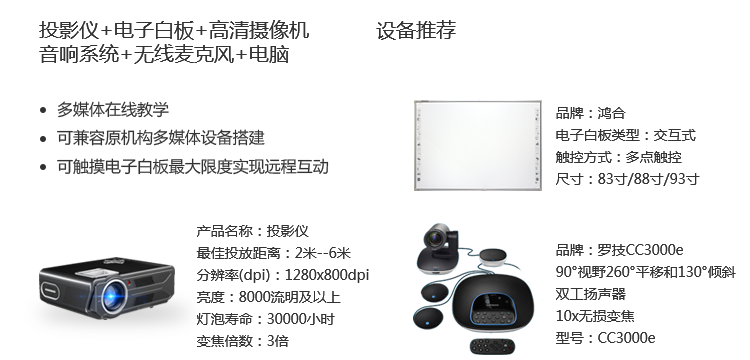 投影仪+电子白板+高清摄像机
音响系统+无线麦克风+电脑
• 多媒体在线教学
• 可兼容原机构多媒体设备搭建
• 可触摸电子白板最大限度实现远程互动
设备推荐
品牌：鸿合
电子白板类型：交互式
触控方式：多点触控
尺寸：83寸/88寸/93寸
产品名称：投影仪
最佳投放距离：2米--6米
分辨率(dpi)：1280x800dpi
亮度：8000流明及以上
灯泡寿命：30000小时
变焦倍数：3倍
品牌：罗技CC3000e
90°视野260°平移和130°倾斜
双工扬声器
10x无损变焦
型号：CC3000e